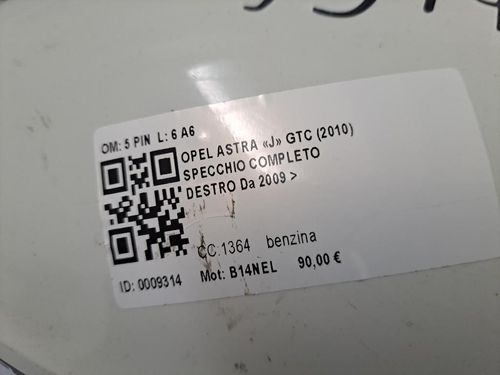 OM: 5 PIN L: 6 A6
OPEL ASTRA «J» GTC (2010)
SPECCHIO COMPLETO
DESTRO Da 2009 >
CC.1364 benzina
Mot: B14NEL 90,00 €
ID: 0009314